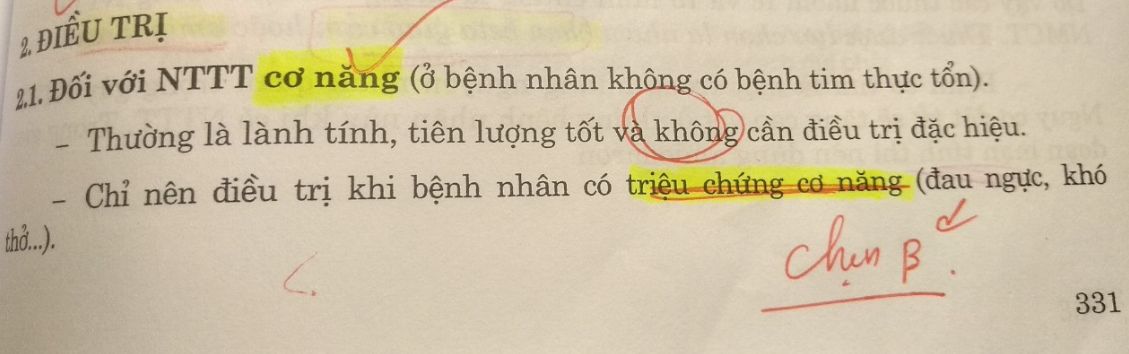 2. ĐIỀU TRỊ
2.1. Đối với NTTT cơ năng (ở bệnh nhân không có bệnh tim thực tổn).
– Thường là lành tính, tiên lượng tốt và không cần điều trị đặc hiệu.
– Chỉ nên điều trị khi bệnh nhân có triệu chứng cơ năng (đau ngực, khó
thở...).
Chẹn β
331